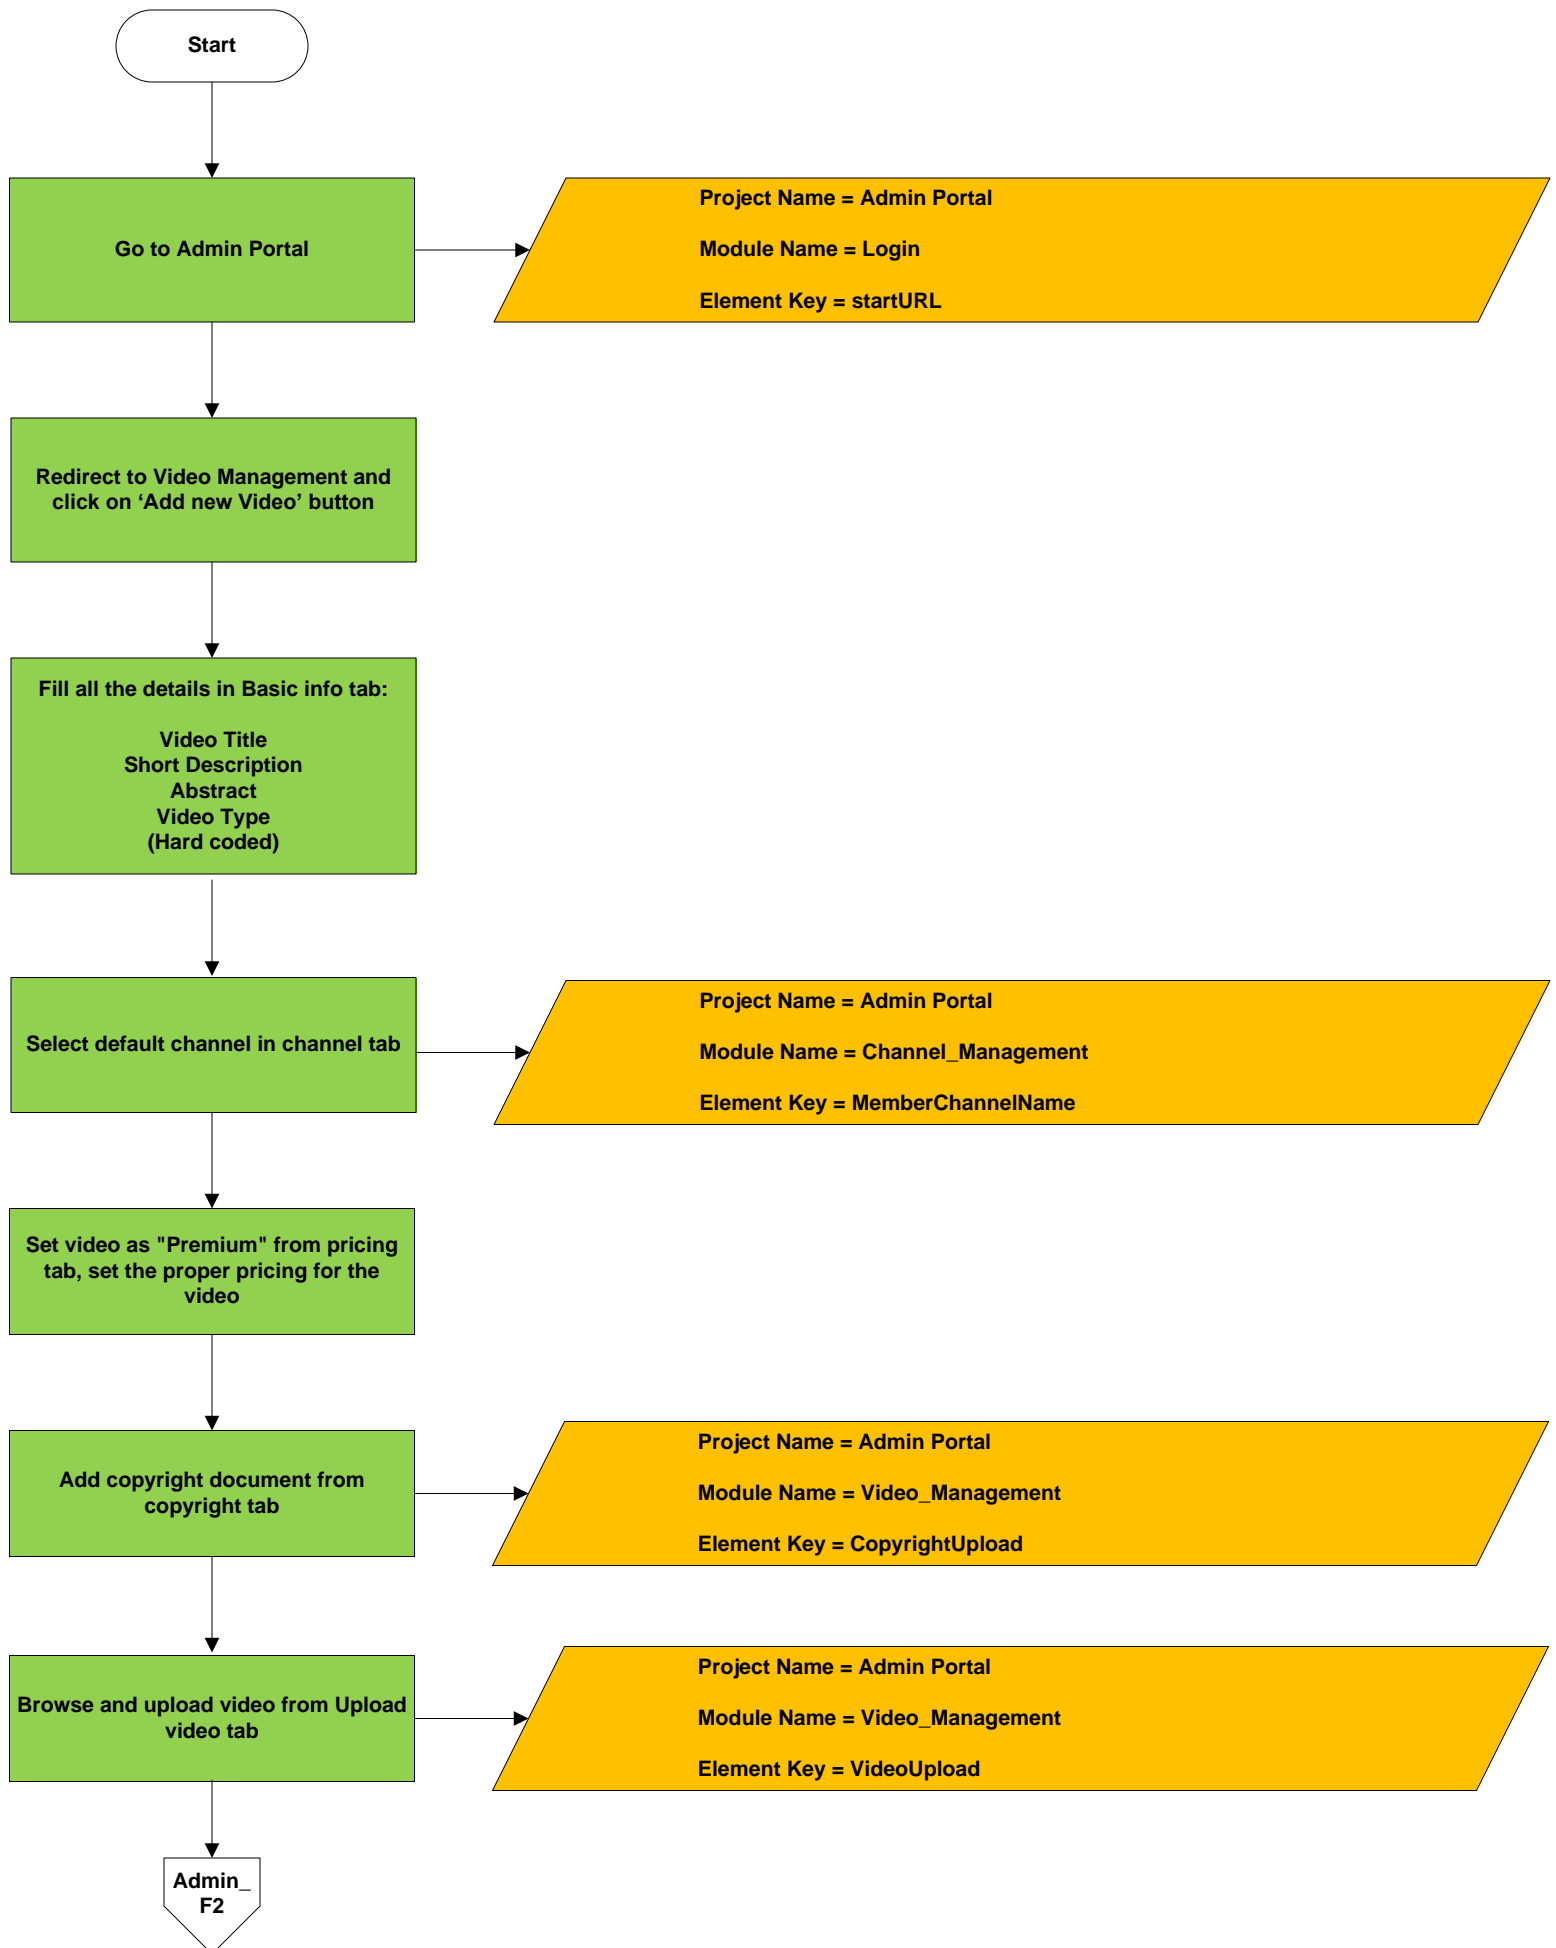 Start
Go to Admin Portal
Project Name = Admin Portal
Module Name = Login
Element Key = startURL
Redirect to Video Management and
click on ‘Add new Video’ button
Fill all the details in Basic info tab:
Video Title
Short Description
Abstract
Video Type
(Hard coded)
Select default channel in channel tab
Project Name = Admin Portal
Module Name = Channel_Management
Element Key = MemberChannelName
Set video as "Premium" from pricing
tab, set the proper pricing for the
video
Add copyright document from
copyright tab
Project Name = Admin Portal
Module Name = Video_Management
Element Key = CopyrightUpload
Browse and upload video from Upload
video tab
Project Name = Admin Portal
Module Name = Video_Management
Element Key = VideoUpload
Admin_
F2